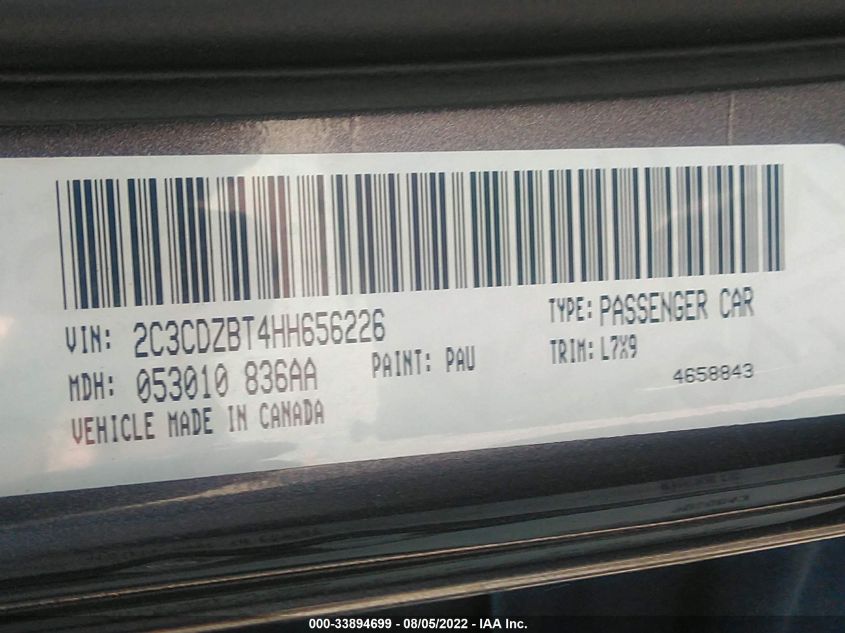 VIN: 2C3CDZBT4HH656226
TYPE: PASSENGER CAR
MDH: 053010 836AA
PAINT: PAU
TRIM: L7X9
VEHICLE MADE IN CANADA
4658843
000-33894699 - 08/05/2022 - IAA Inc.